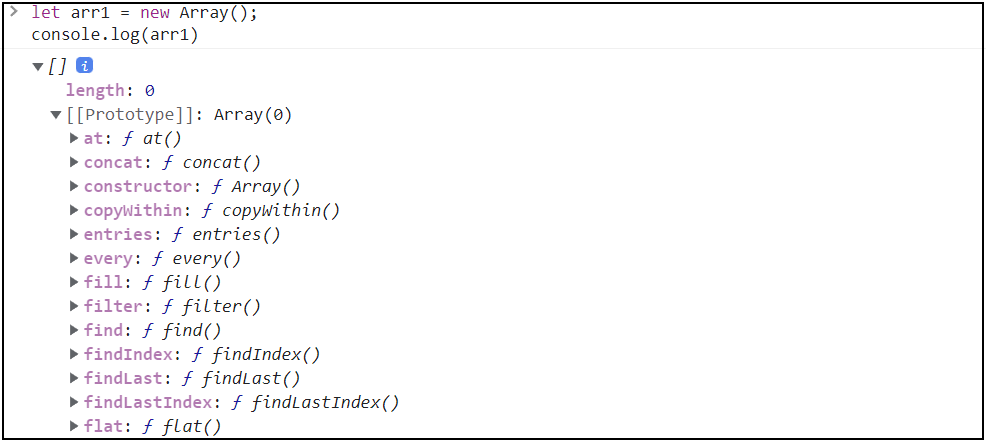 > let arr1 = new Array();
console.log(arr1)
▼[] i
length: 0
▼[[Prototype]]: Array(0)
▶at: ƒ at()
▶concat: ƒ concat()
▶constructor: ƒ Array()
▶copyWithin: ƒ copyWithin()
▶entries: ƒ entries()
▶every: ƒ every()
▶fill: ƒ fill()
▶filter: ƒ filter()
▶find: ƒ find()
▶findIndex: ƒ findIndex()
▶findLast: ƒ findLast()
▶findLastIndex: ƒ findLastIndex()
▶flat: ƒ flat()